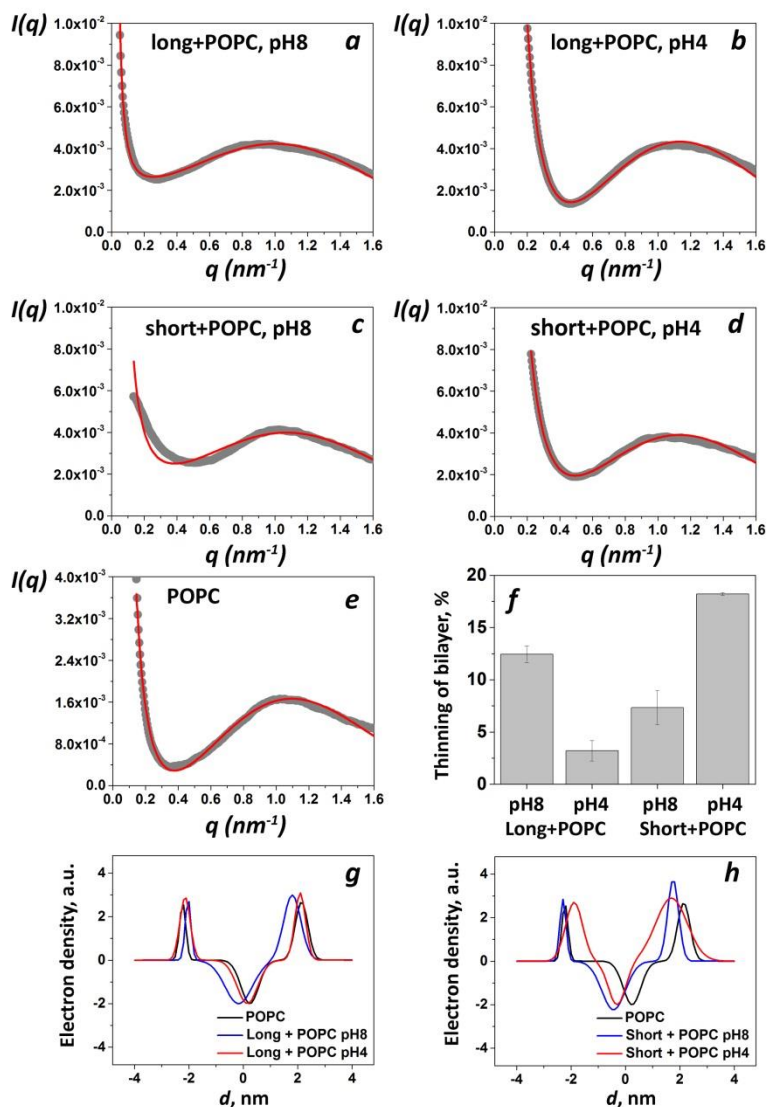 I(q)
1.0x10⁻²
8.0x10⁻³
6.0x10⁻³
4.0x10⁻³
2.0x10⁻³
0.0
long+POPC, pH8
a
0.0 0.2 0.4 0.6 0.8 1.0 1.2 1.4 1.6
q (nm⁻¹)
I(q)
1.0x10⁻²
8.0x10⁻³
6.0x10⁻³
4.0x10⁻³
2.0x10⁻³
0.0
long+POPC, pH4
b
0.0 0.2 0.4 0.6 0.8 1.0 1.2 1.4 1.6
q (nm⁻¹)
I(q)
1.0x10⁻²
8.0x10⁻³
6.0x10⁻³
4.0x10⁻³
2.0x10⁻³
0.0
short+POPC, pH8
c
0.0 0.2 0.4 0.6 0.8 1.0 1.2 1.4 1.6
q (nm⁻¹)
I(q)
1.0x10⁻²
8.0x10⁻³
6.0x10⁻³
4.0x10⁻³
2.0x10⁻³
0.0
short+POPC, pH4
d
0.0 0.2 0.4 0.6 0.8 1.0 1.2 1.4 1.6
q (nm⁻¹)
I(q)
4.0x10⁻³
3.2x10⁻³
2.4x10⁻³
1.6x10⁻³
8.0x10⁻⁴
0.0
POPC
e
0.0 0.2 0.4 0.6 0.8 1.0 1.2 1.4 1.6
q (nm⁻¹)
Thinning of bilayer, %
20
15
10
5
0
f
pH8 pH4 pH8 pH4
Long+POPC Short+POPC
Electron density, a.u.
4
2
0
-2
-4
g
POPC
Long + POPC pH8
Long + POPC pH4
-4 -2 0 2 4
d, nm
Electron density, a.u.
4
2
0
-2
-4
h
POPC
Short + POPC pH8
Short + POPC pH4
-4 -2 0 2 4
d, nm